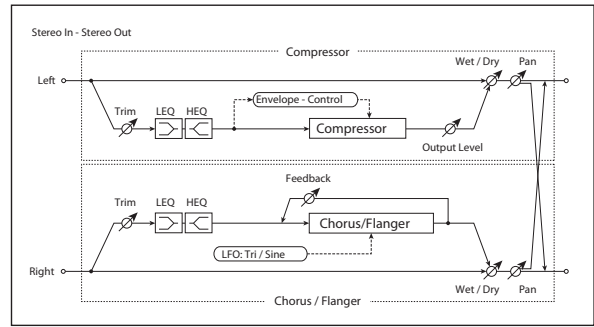 Stereo In - Stereo Out
Compressor
Wet / Dry Pan
Left
Trim LEQ HEQ
Envelope - Control
Compressor
Output Level
Feedback
Trim LEQ HEQ
Chorus/Flanger
LFO: Tri / Sine
Right
Wet / Dry Pan
Chorus / Flanger